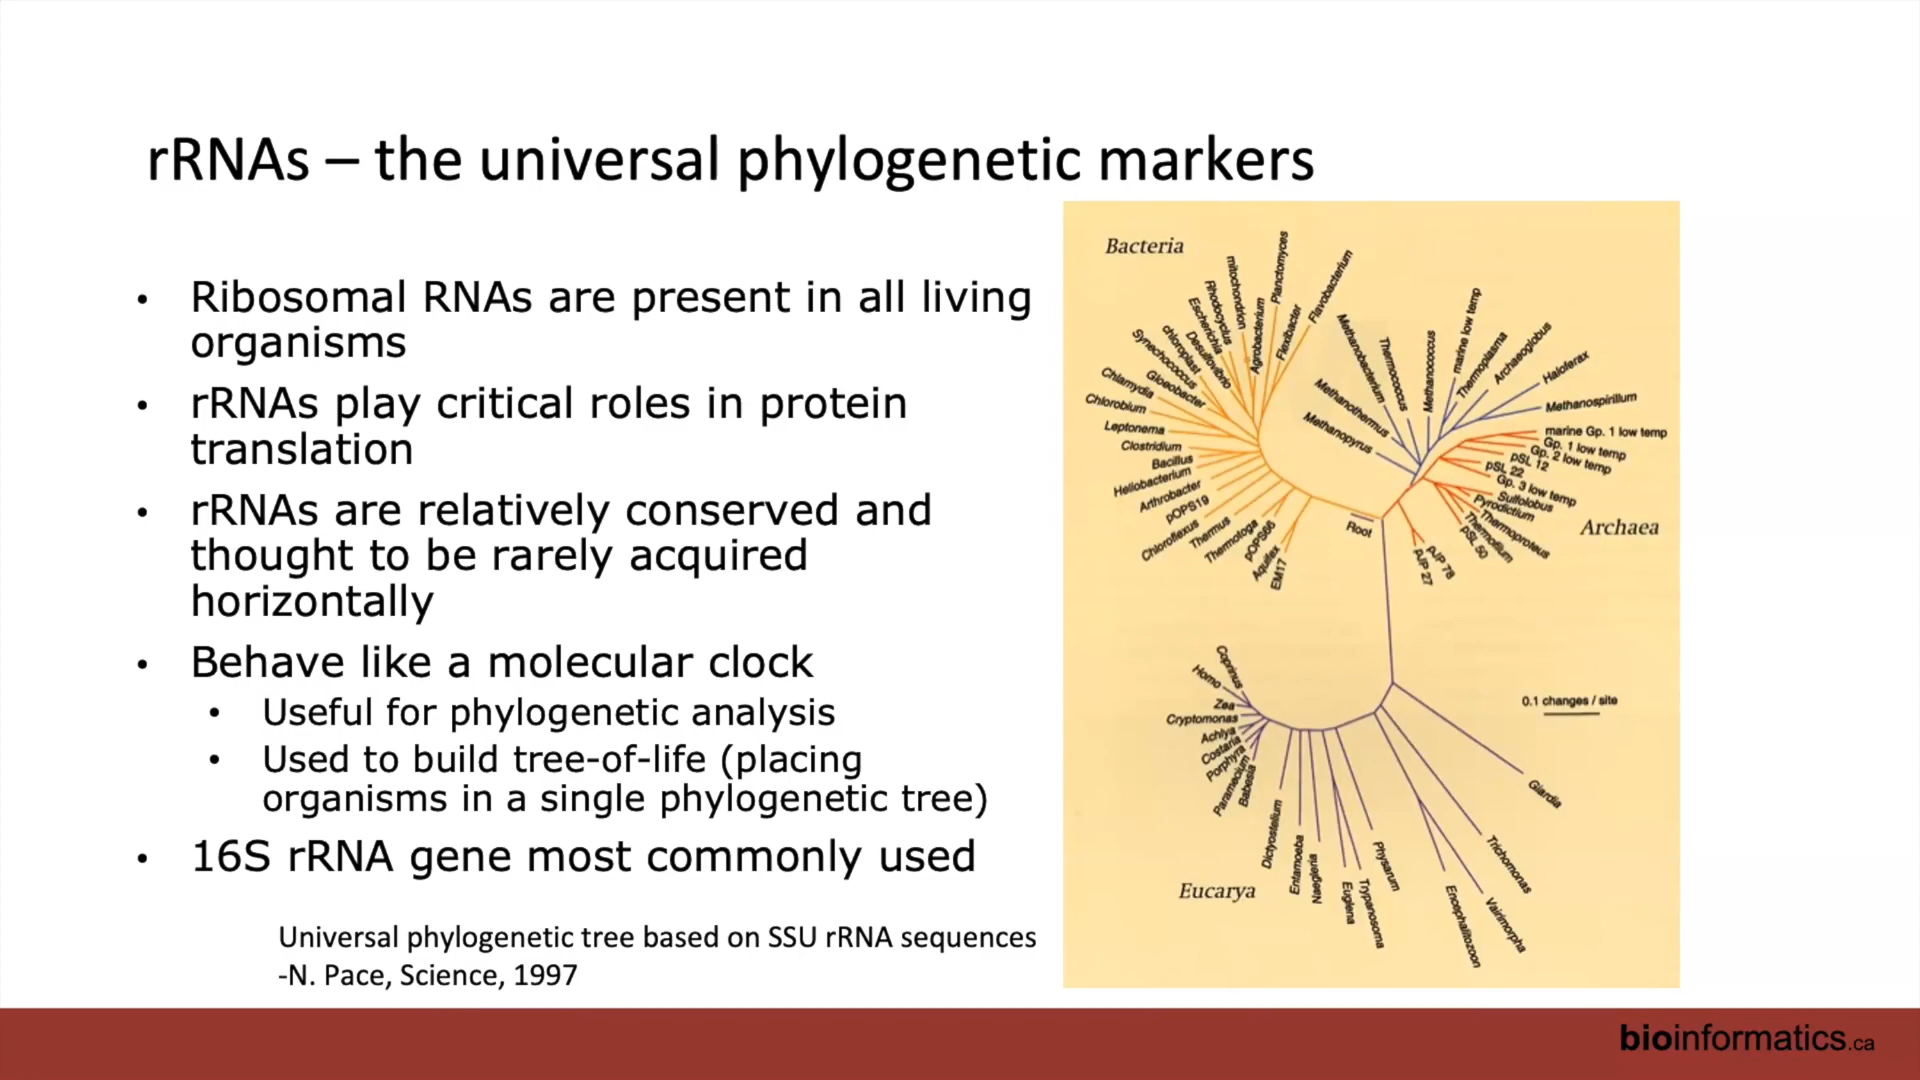 rRNAs – the universal phylogenetic markers
• Ribosomal RNAs are present in all living
organisms
• rRNAs play critical roles in protein
translation
• rRNAs are relatively conserved and
thought to be rarely acquired
horizontally
• Behave like a molecular clock
• Useful for phylogenetic analysis
• Used to build tree-of-life (placing
organisms in a single phylogenetic tree)
• 16S rRNA gene most commonly used
Universal phylogenetic tree based on SSU rRNA sequences
-N. Pace, Science, 1997
Bacteria
mitochondrion
Planctomyces
Flavobacterium
Rhodocyclus
Escherichia
Agrobacterium
Flexibacter
Desulfovibrio
chloroplast
Synechococcus
Gloeobacter
Chlamydia
Chlorobium
Leptonema
Clostridium
Bacillus
Heliobacterium
Arthrobacter
pOPS19
Chloroflexus
Thermus
Thermotoga
pOPS66
Aquifex
EM17
Root
Methanobacterium
Thermococcus
Methanococcus
marine low temp
Thermoplasma
Archaeoglobus
Haloferax
Methanospirillum
Methanothermus
Methanopyrus
marine Gp. 1 low temp
Gp. 1 low temp
Gp. 2 low temp
pSL 12
pSL 22
Gp. 3 low temp
Sulfolobus
Pyrodictium
Thermoproteus
Thermofilum
pSL 50
pJP 78
pJP 27
Archaea
0.1 changes / site
Coprinus
Homo
Zea
Cryptomonas
Achlya
Costaria
Porphyra
Paramecium
Babesia
Dictyostelium
Entamoeba
Naegleria
Euglena
Trypanosoma
Physarum
Encephalitozoon
Vairimorpha
Trichomonas
Giardia
Eucarya
bioinformatics.ca